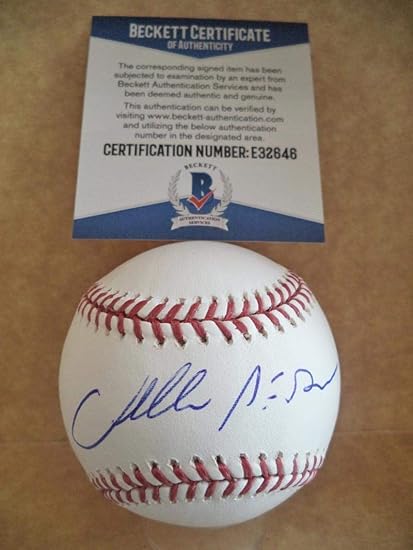 BECKETT CERTIFICATE
OF AUTHENTICITY
The corresponding signed item has been
subjected to examination by an expert from
Beckett Authentication Services and has
been deemed authentic and genuine.
This authentication can be verified by
visiting www.beckett-authentication.com
and utilizing the below authentication
number in the designated area.
CERTIFICATION NUMBER:E32646
BECKETT
B
AUTHENTICATION
SERVICES